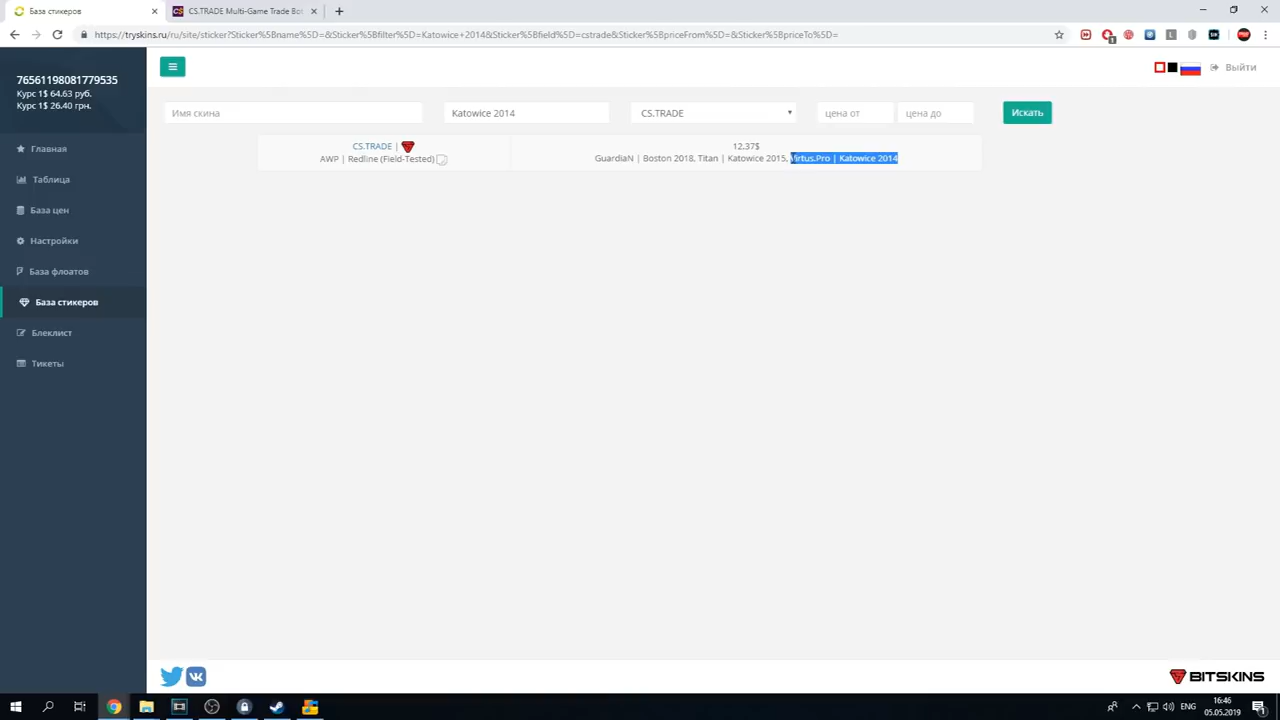 База стикеров
CS.TRADE Multi-Game Trade Bot
https://tryskins.ru/ru/site/sticker?Sticker%5Bname%5D=&Sticker%5Bfilter%5D=Katowice+2014&Sticker%5Bfield%5D=cstrade&Sticker%5BpriceFrom%5D=&Sticker%5BpriceTo%5D=
76561198081779535
Курс 1$ 64.63 руб.
Курс 1$ 26.40 грн.
Выйти
Имя скина
Katowice 2014
CS.TRADE
цена от
цена до
Искать
CS.TRADE |
AWP | Redline (Field-Tested)
12.37$
GuardiaN | Boston 2018, Titan | Katowice 2015, Virtus.Pro | Katowice 2014
Главная
Таблица
База цен
Настройки
База флоатов
База стикеров
Блеклист
Тикеты
BITSKINS
ENG
16:46
05.05.2019